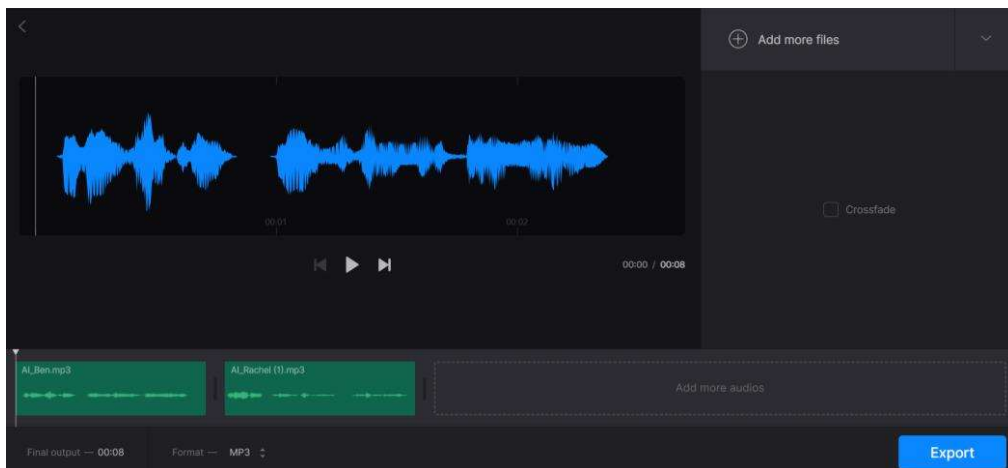 Add more files
00:01
00:02
Crossfade
00:00 / 00:08
AI_Ben.mp3
AI_Rachel (1).mp3
Add more audios
Final output — 00:08
Format — MP3
Export